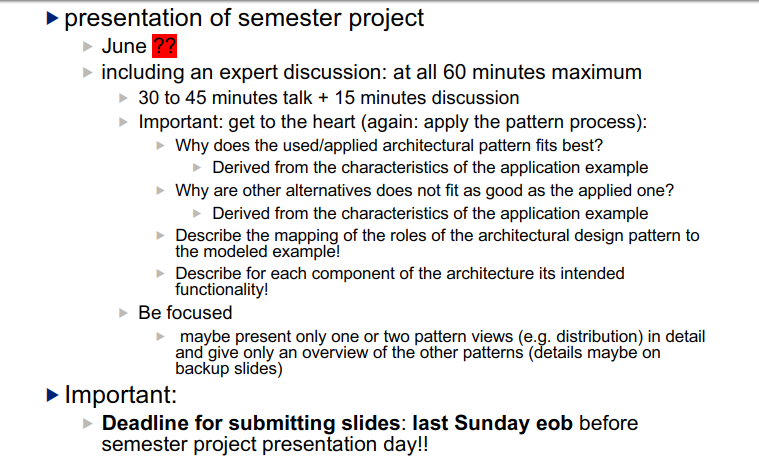 presentation of semester project
June ??
including an expert discussion: at all 60 minutes maximum
30 to 45 minutes talk + 15 minutes discussion
Important: get to the heart (again: apply the pattern process):
Why does the used/applied architectural pattern fits best?
Derived from the characteristics of the application example
Why are other alternatives does not fit as good as the applied one?
Derived from the characteristics of the application example
Describe the mapping of the roles of the architectural design pattern to
the modeled example!
Describe for each component of the architecture its intended
functionality!
Be focused
maybe present only one or two pattern views (e.g. distribution) in detail
and give only an overview of the other patterns (details maybe on
backup slides)
Important:
Deadline for submitting slides: last Sunday eob before
semester project presentation day!!